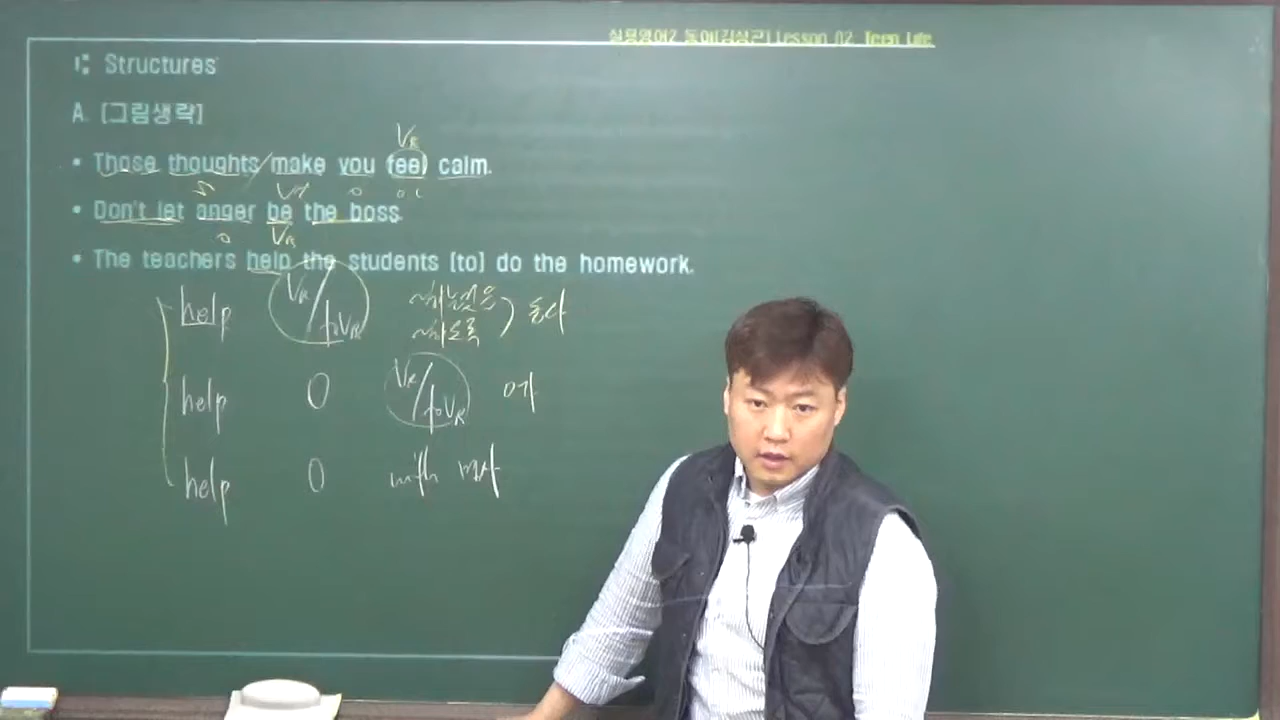 실용영어2 동아(김성곤) Lesson 02. Teen Life
Structures
A. [그림생략]
VR
• Those thoughts make you feel calm.
S V O OC
• Don't let anger be the boss.
O VR
• The teachers help the students [to] do the homework.
help VR / to VR ~하는 것을 ~하도록 ) 돕다
help O VR / to VR
help O with 명사